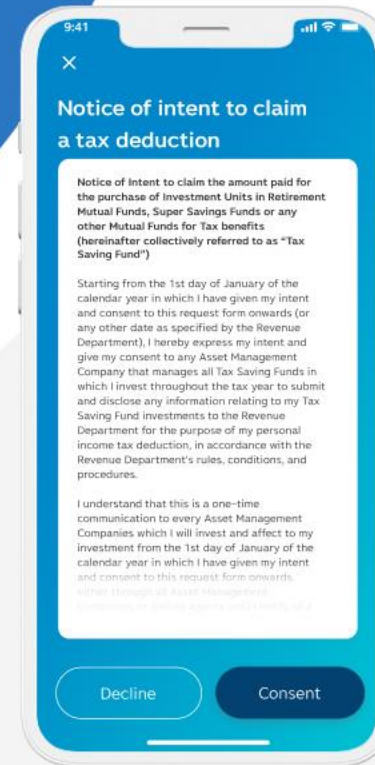 9:41
Notice of intent to claim
a tax deduction
Notice of Intent to claim the amount paid for
the purchase of Investment Units in Retirement
Mutual Funds, Super Savings Funds or any
other Mutual Funds for Tax benefits
(hereinafter collectively referred to as “Tax
Saving Fund”)
Starting from the 1st day of January of the
calendar year in which I have given my intent
and consent to this request form onwards (or
any other date as specified by the Revenue
Department), I hereby express my intent and
give my consent to any Asset Management
Company that manages all Tax Saving Funds in
which I invest throughout the tax year to submit
and disclose any information relating to my Tax
Saving Fund investments to the Revenue
Department for the purpose of my personal
income tax deduction, in accordance with the
Revenue Department's rules, conditions, and
procedures.
I understand that this is a one-time
communication to every Asset Management
Companies which I will invest and affect to my
investment from the 1st day of January of the
calendar year in which I have given my intent
and consent to this request form onwards,
either through all Asset Management
Decline
Consent